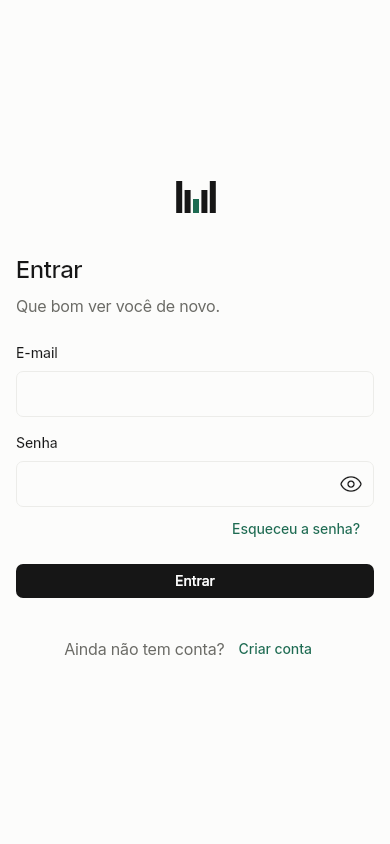 Entrar
Que bom ver você de novo.
E-mail
Senha
Esqueceu a senha?
Entrar
Ainda não tem conta? Criar conta